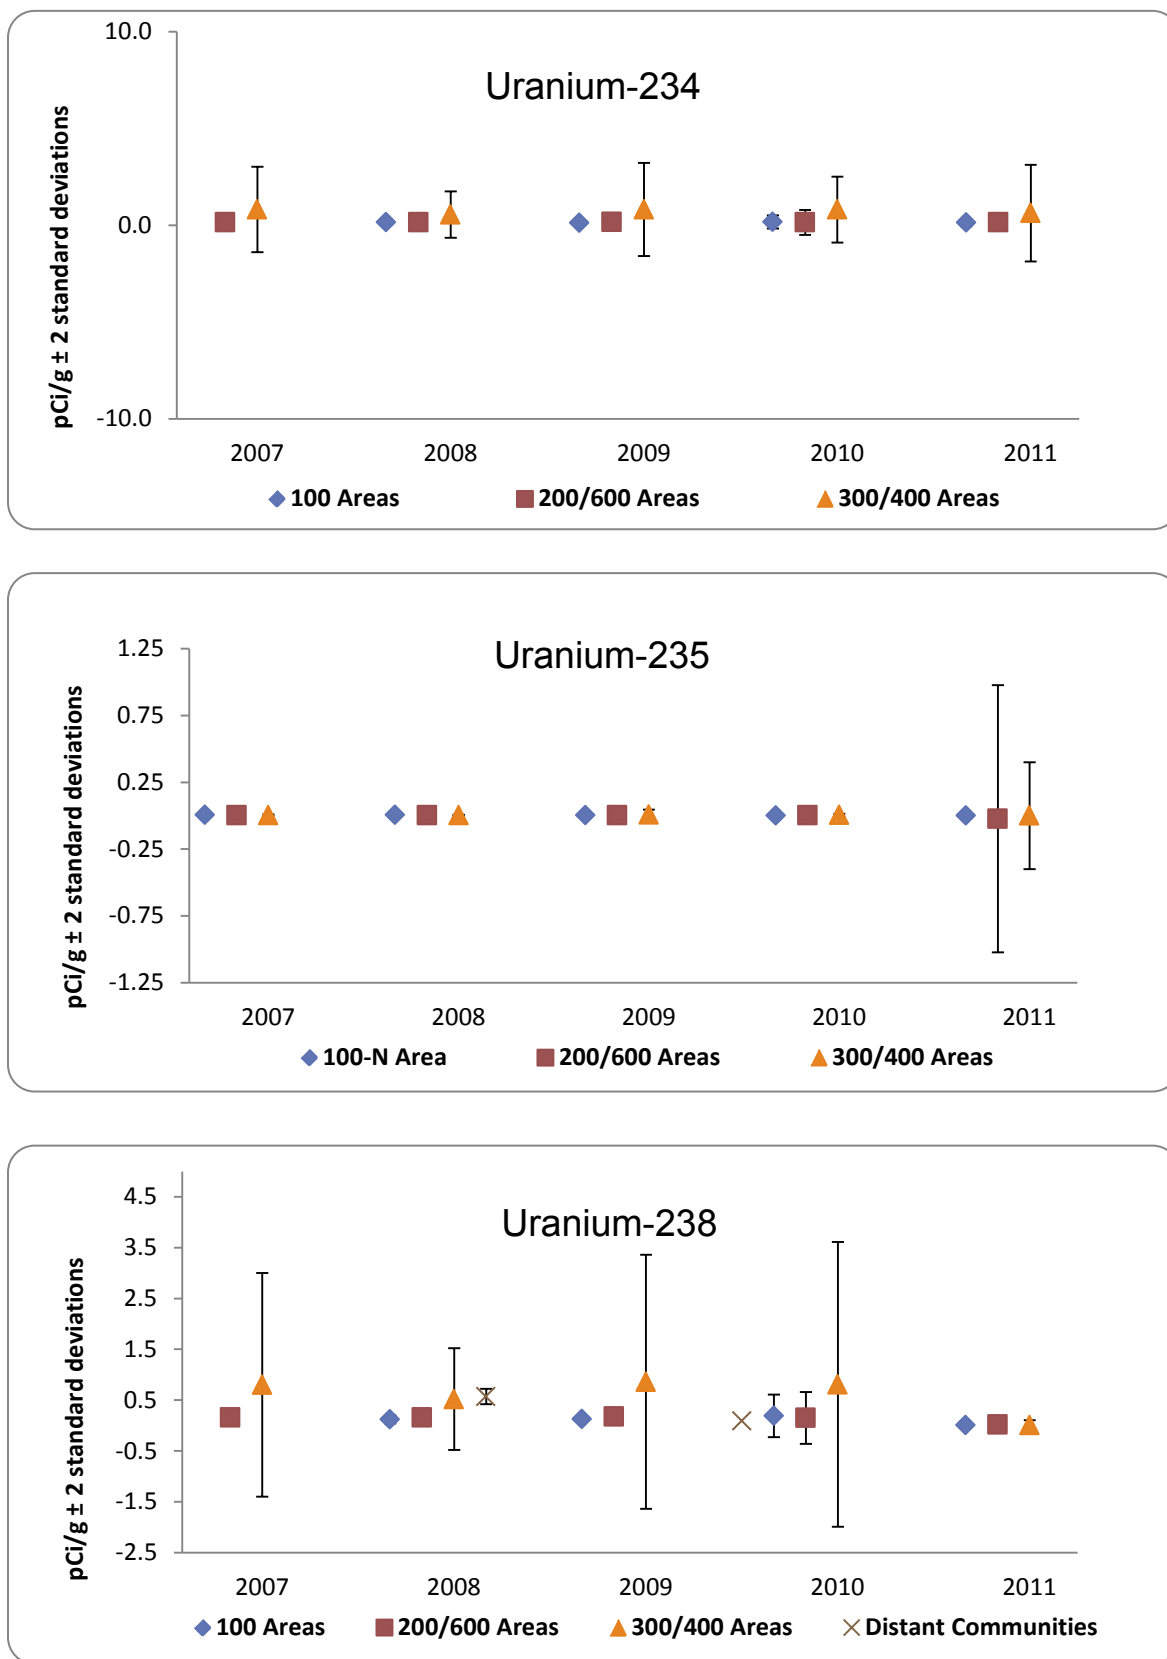 Uranium-234
pCi/g ± 2 standard deviations
10.0
0.0
-10.0
2007 2008 2009 2010 2011
100 Areas 200/600 Areas 300/400 Areas
Uranium-235
pCi/g ± 2 standard deviations
1.25
0.75
0.25
-0.25
-0.75
-1.25
2007 2008 2009 2010 2011
100-N Area 200/600 Areas 300/400 Areas
Uranium-238
pCi/g ± 2 standard deviations
4.5
3.5
2.5
1.5
0.5
-0.5
-1.5
-2.5
2007 2008 2009 2010 2011
100 Areas 200/600 Areas 300/400 Areas Distant Communities